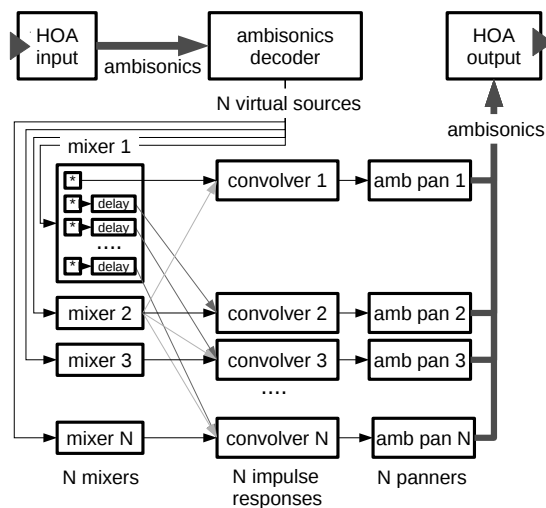 HOA
input
ambisonics
ambisonics
decoder
HOA
output
N virtual sources
ambisonics
mixer 1
*
* delay
* delay
....
* delay
convolver 1
amb pan 1
mixer 2
convolver 2
amb pan 2
mixer 3
convolver 3
amb pan 3
....
mixer N
convolver N
amb pan N
N mixers
N impulse
responses
N panners